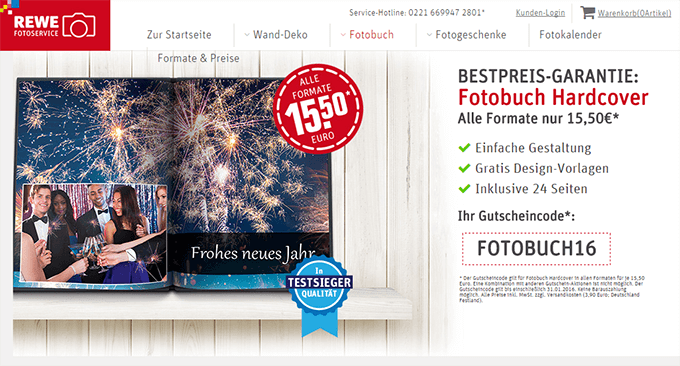 REWE
FOTOSERVICE
Service-Hotline: 0221 669947 2801*
Kunden-Login
Warenkorb(0Artikel)
Zur Startseite
Wand-Deko
Fotobuch
Fotogeschenke
Fotokalender
Formate & Preise
ALLE
FORMATE
15.50*
EURO
Frohes neues Jahr
In
TESTSIEGER
QUALITÄT
BESTPREIS-GARANTIE:
Fotobuch Hardcover
Alle Formate nur 15,50€*
Einfache Gestaltung
Gratis Design-Vorlagen
Inklusive 24 Seiten
Ihr Gutscheincode*:
FOTOBUCH16
* Der Gutscheincode gilt für Fotobuch Hardcover in allen Formaten für je 15,50
Euro. Eine Kombination mit anderen Gutschein-Aktionen ist nicht möglich. Der
Gutscheincode gilt bis einschließlich 31.01.2016. Keine Barauszahlung
möglich. Alle Preise inkl. MwSt. zzgl. Versandkosten (3,90 Euro; Deutschland
Festland).